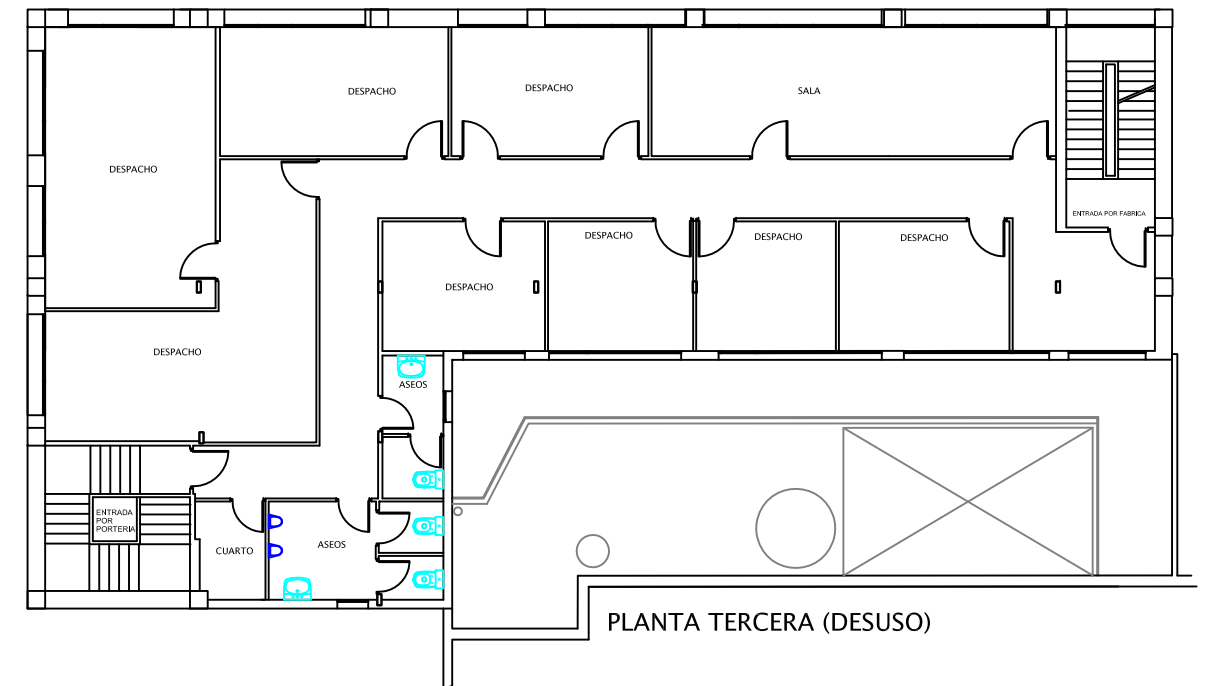 DESPACHO
DESPACHO
SALA
DESPACHO
ENTRADA POR FABRICA
DESPACHO
DESPACHO
DESPACHO
DESPACHO
DESPACHO
ASEOS
ENTRADA
POR
PORTERIA
CUARTO
ASEOS
PLANTA TERCERA (DESUSO)